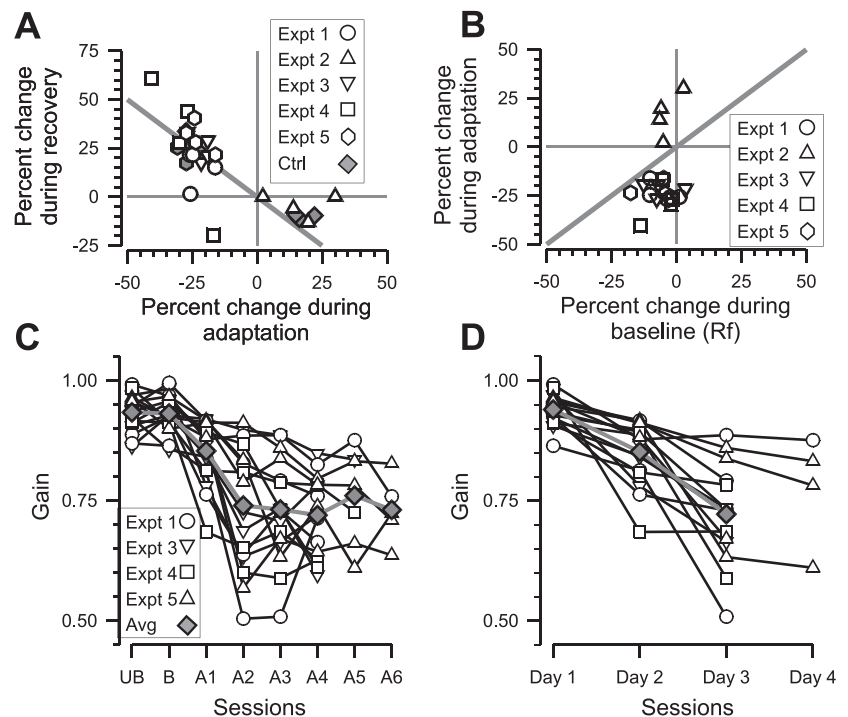 A
Percent change
during recovery
75
50
25
0
-25
-50 -25 0 25 50
Percent change during
adaptation
Expt 1
Expt 2
Expt 3
Expt 4
Expt 5
Ctrl
B
Percent change
during adaptation
50
25
0
-25
-50
-50 -25 0 25 50
Percent change during
baseline (Rf)
Expt 1
Expt 2
Expt 3
Expt 4
Expt 5
C
Gain
1.00
0.75
0.50
Expt 1
Expt 3
Expt 4
Expt 5
Avg
UB B A1 A2 A3 A4 A5 A6
Sessions
D
Gain
1.00
0.75
0.50
Day 1 Day 2 Day 3 Day 4
Sessions